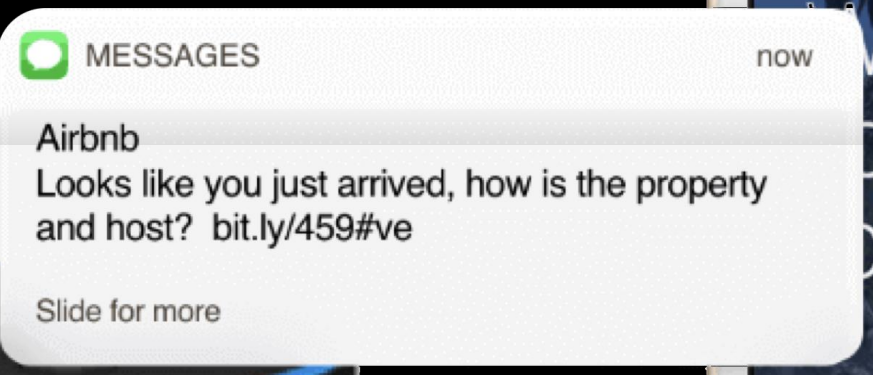 MESSAGES now
Airbnb
Looks like you just arrived, how is the property
and host?  bit.ly/459#ve
Slide for more